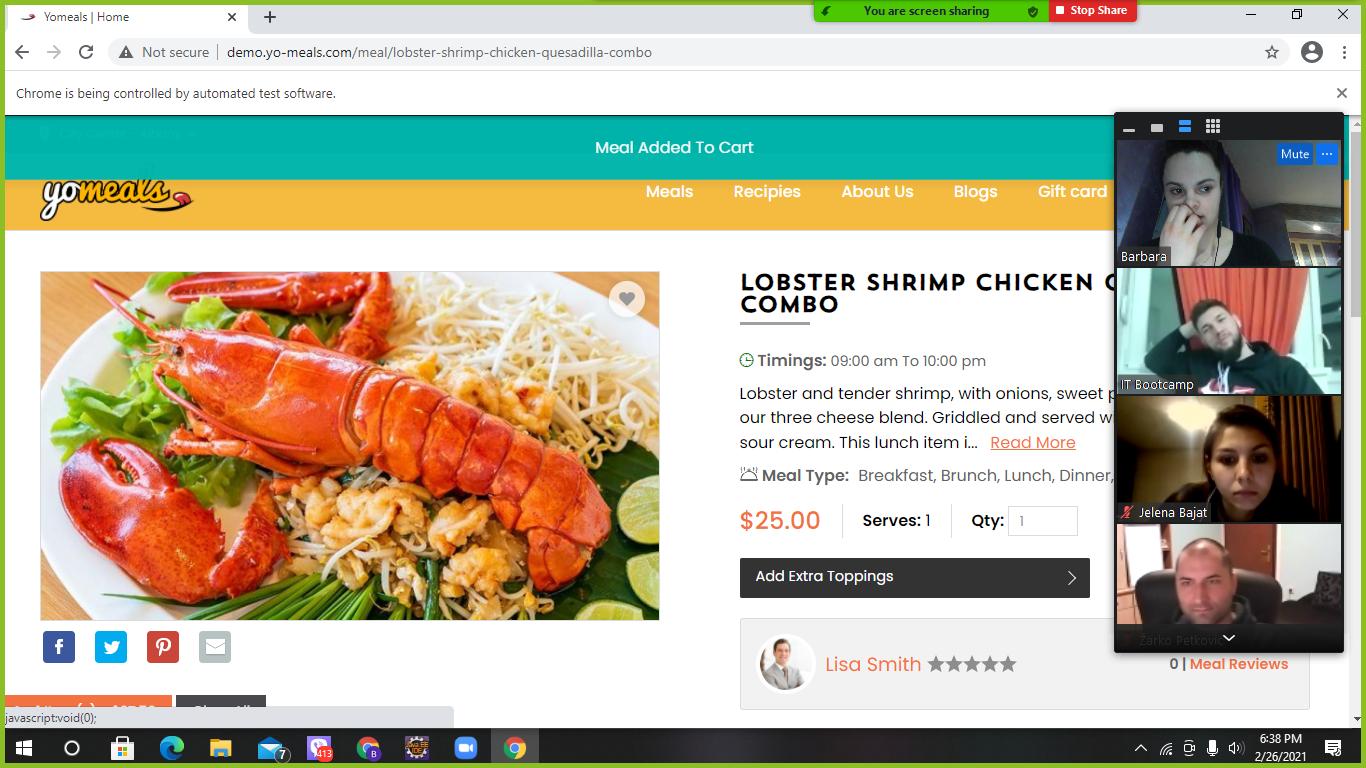 Yomeals | Home
You are screen sharing
Stop Share
Not secure
demo.yo-meals.com/meal/lobster-shrimp-chicken-quesadilla-combo
Chrome is being controlled by automated test software.
Meal Added To Cart
yomeals
Meals
Recipies
About Us
Blogs
Gift card
Mute
Barbara
IT Bootcamp
Jelena Bajat
Žarko Petković
LOBSTER SHRIMP CHICKEN
COMBO
Timings: 09:00 am To 10:00 pm
Lobster and tender shrimp, with onions, sweet
our three cheese blend. Griddled and served
sour cream. This lunch item i... Read More
Meal Type: Breakfast, Brunch, Lunch, Dinner,
$25.00
Serves: 1
Qty: 1
Add Extra Toppings
Lisa Smith
0 | Meal Reviews
javascript:void(0);
7
413
B
Java EE
IDE
6:38 PM
2/26/2021